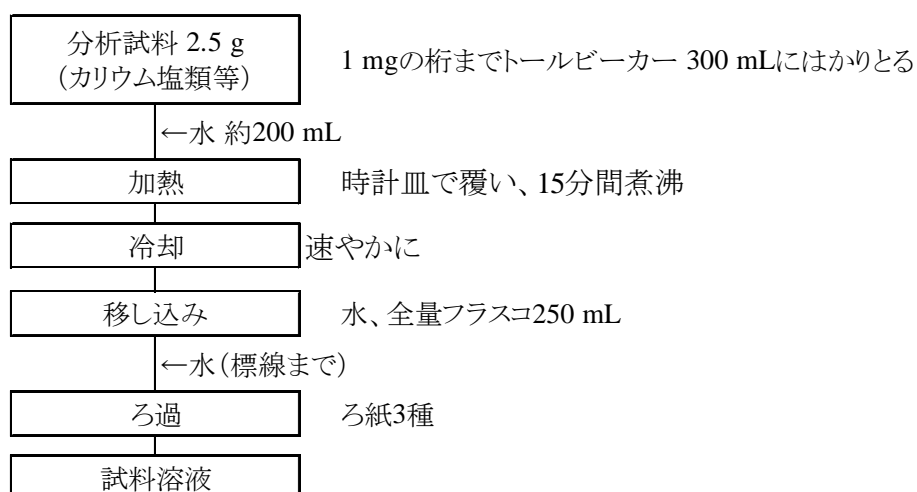 分析試料 2.5 g
(カリウム塩類等)
1 mgの桁までトールビーカー 300 mLにはかりとる
←水 約200 mL
加熱
時計皿で覆い、15分間煮沸
冷却
速やかに
移し込み
水、全量フラスコ250 mL
←水(標線まで)
ろ過
ろ紙3種
試料溶液